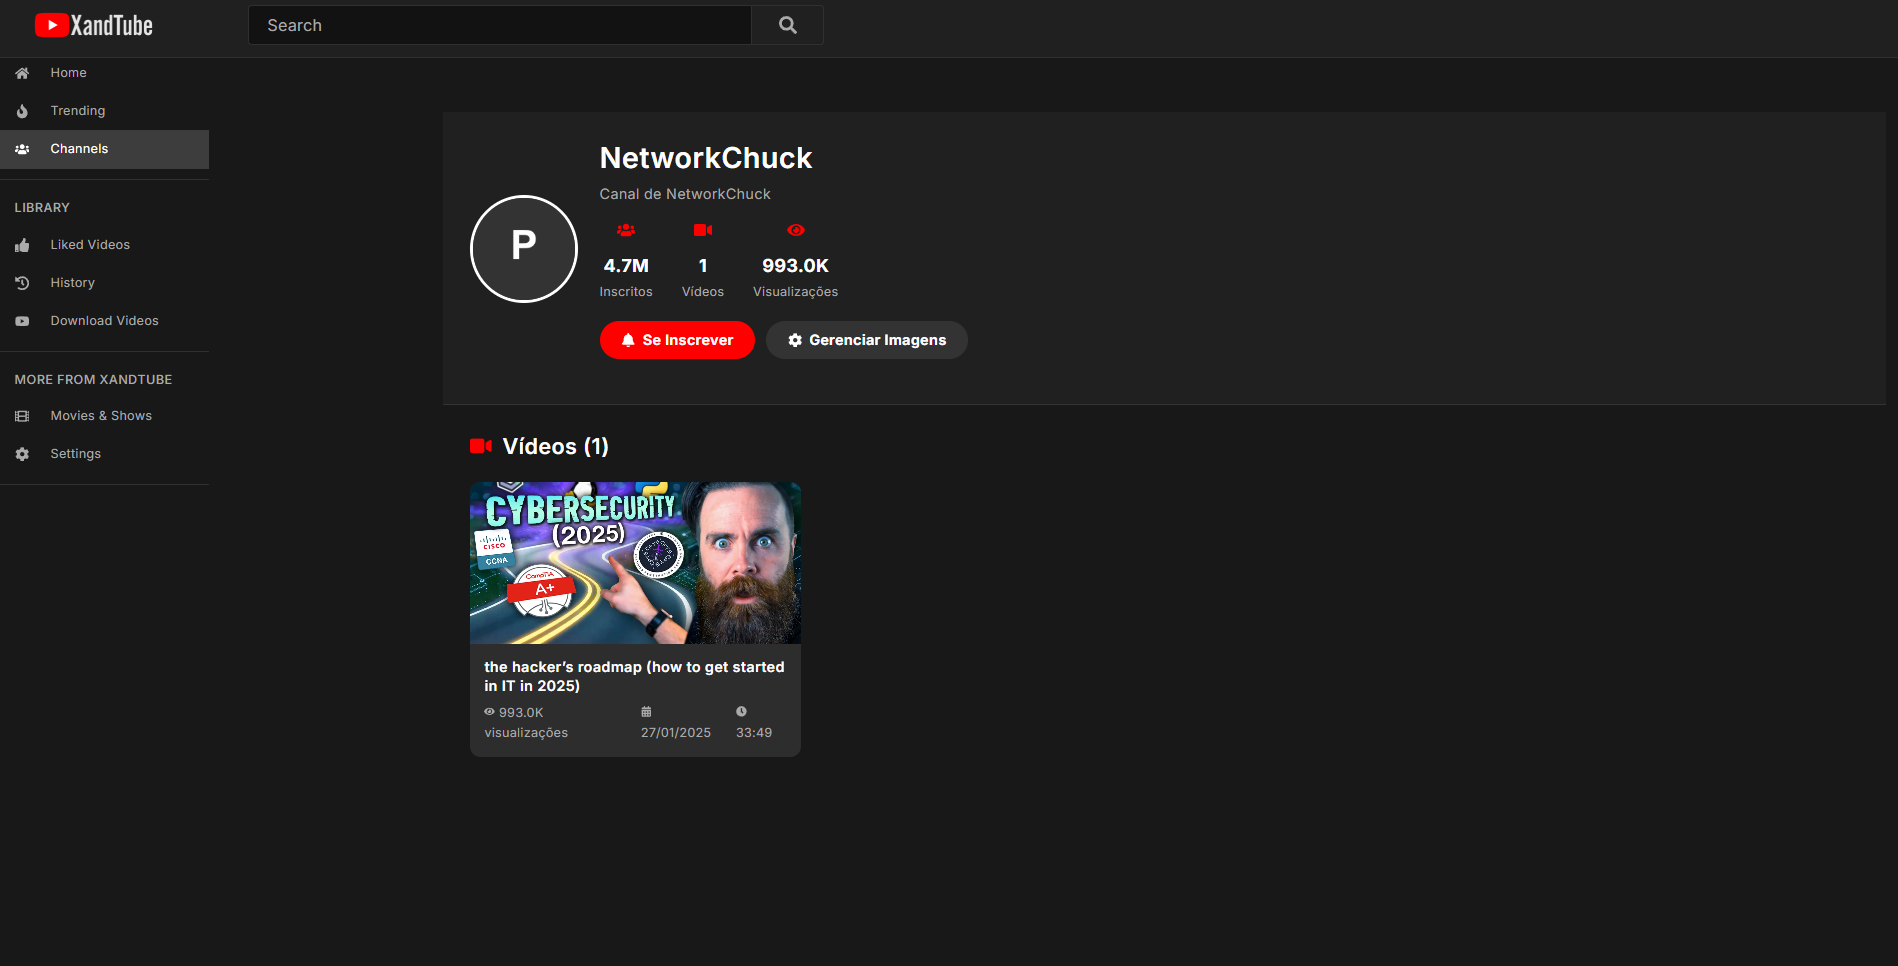 XandTube
Search
Home
Trending
Channels
LIBRARY
Liked Videos
History
Download Videos
MORE FROM XANDTUBE
Movies & Shows
Settings
P
NetworkChuck
Canal de NetworkChuck
4.7M
Inscritos
1
Vídeos
993.0K
Visualizações
Se Inscrever
Gerenciar Imagens
Vídeos (1)
CYBERSECURITY
(2025)
CISCO
CCNA
CompTIA
A+
the hacker’s roadmap (how to get started
in IT in 2025)
993.0K
visualizações
27/01/2025
33:49